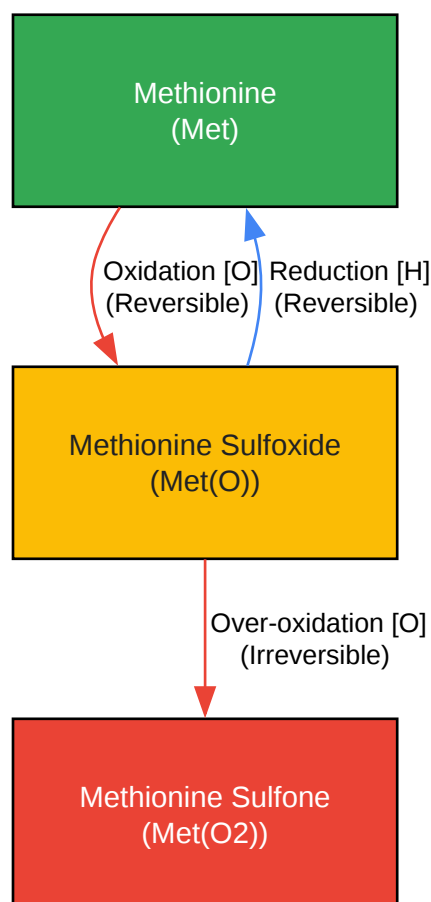 Methionine
(Met)
Oxidation [O]
(Reversible)
Reduction [H]
(Reversible)
Methionine Sulfoxide
(Met(O))
Over-oxidation [O]
(Irreversible)
Methionine Sulfone
(Met(O2))